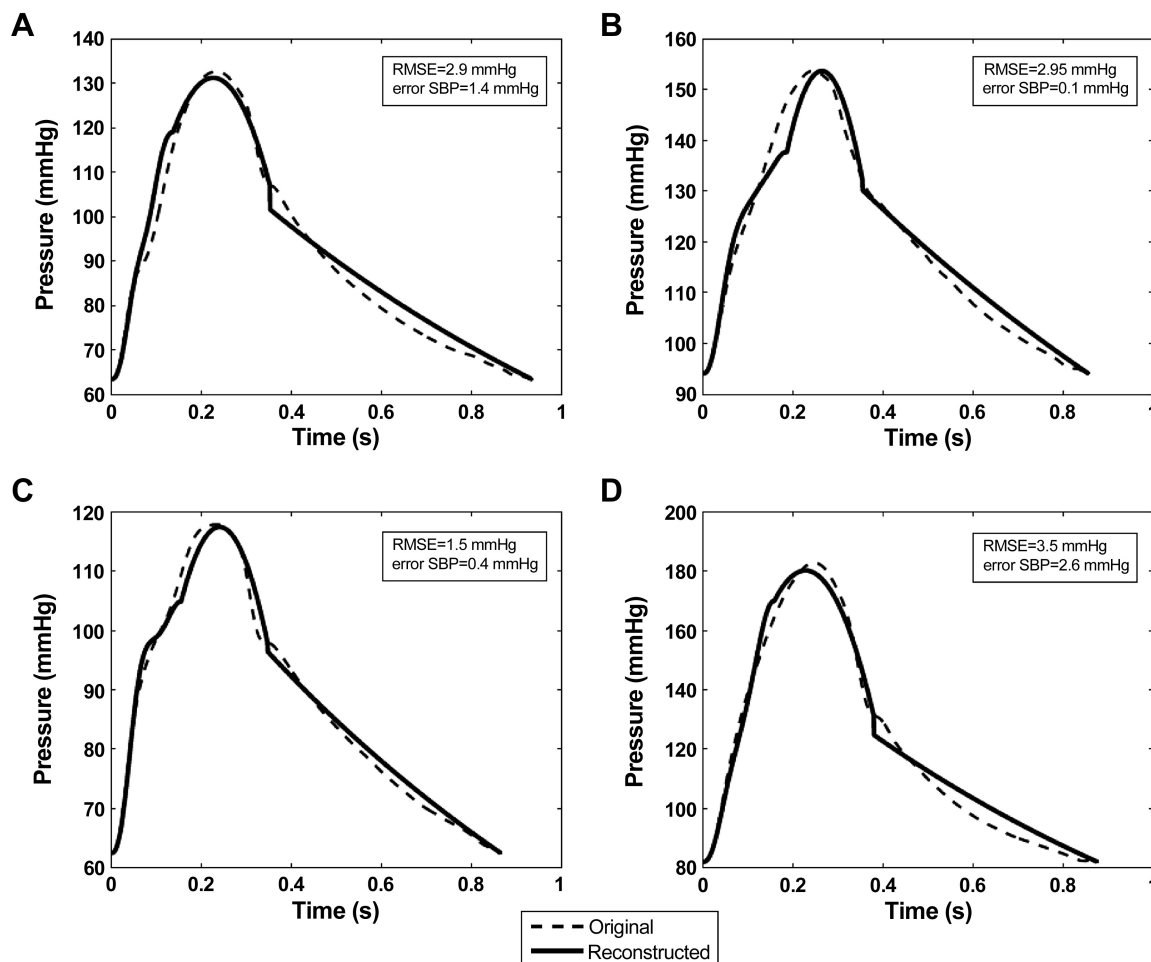 A
140
130
120
110
100
90
80
70
60
0
0.2
0.4
0.6
0.8
1
Pressure (mmHg)
Time (s)
RMSE=2.9 mmHg
error SBP=1.4 mmHg
B
160
150
140
130
120
110
100
90
0
0.2
0.4
0.6
0.8
1
Pressure (mmHg)
Time (s)
RMSE=2.95 mmHg
error SBP=0.1 mmHg
C
120
110
100
90
80
70
60
0
0.2
0.4
0.6
0.8
1
Pressure (mmHg)
Time (s)
RMSE=1.5 mmHg
error SBP=0.4 mmHg
D
200
180
160
140
120
100
80
0
0.2
0.4
0.6
0.8
1
Pressure (mmHg)
Time (s)
RMSE=3.5 mmHg
error SBP=2.6 mmHg
Original
Reconstructed